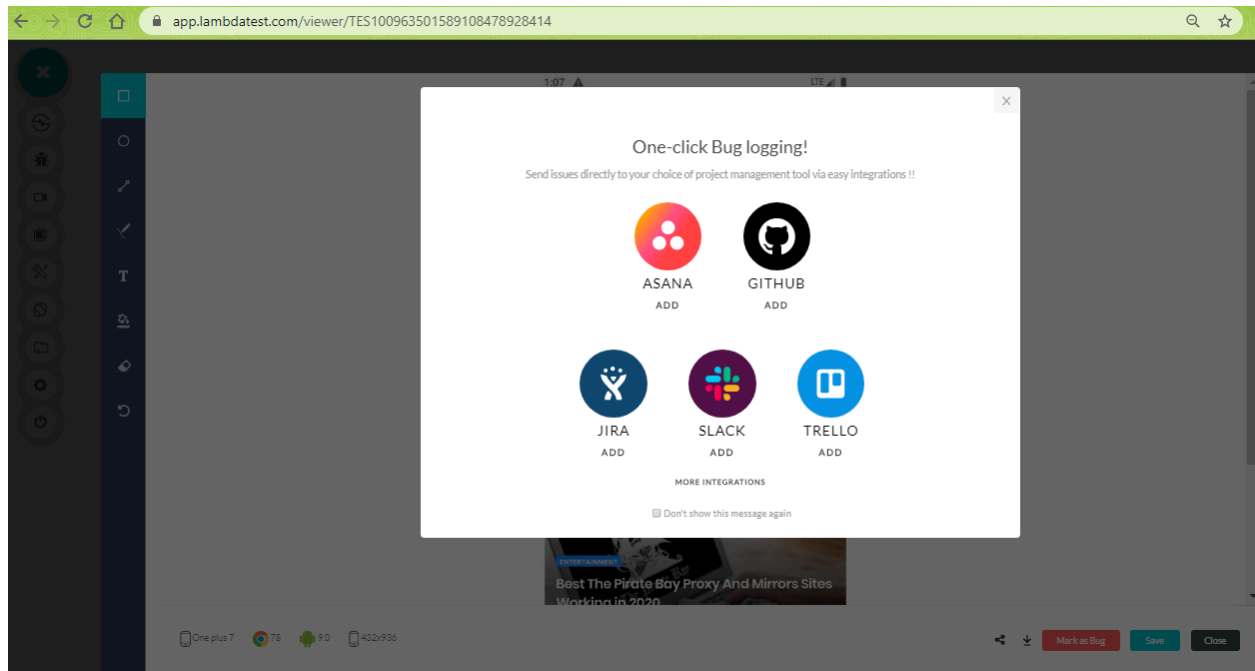 app.lambdatest.com/viewer/TES100963501589108478928414
1:07 LTE
One-click Bug logging!
Send issues directly to your choice of project management tool via easy integrations !!
ASANA GITHUB
ADD ADD
T
JIRA SLACK TRELLO
ADD ADD ADD
MORE INTEGRATIONS
Don't show this message again
ENTERTAINMENT
Best The Pirate Bay Proxy And Mirrors Sites
Working in 2020
One plus 7 78 9.0 432x936 Mark as Bug Save Close